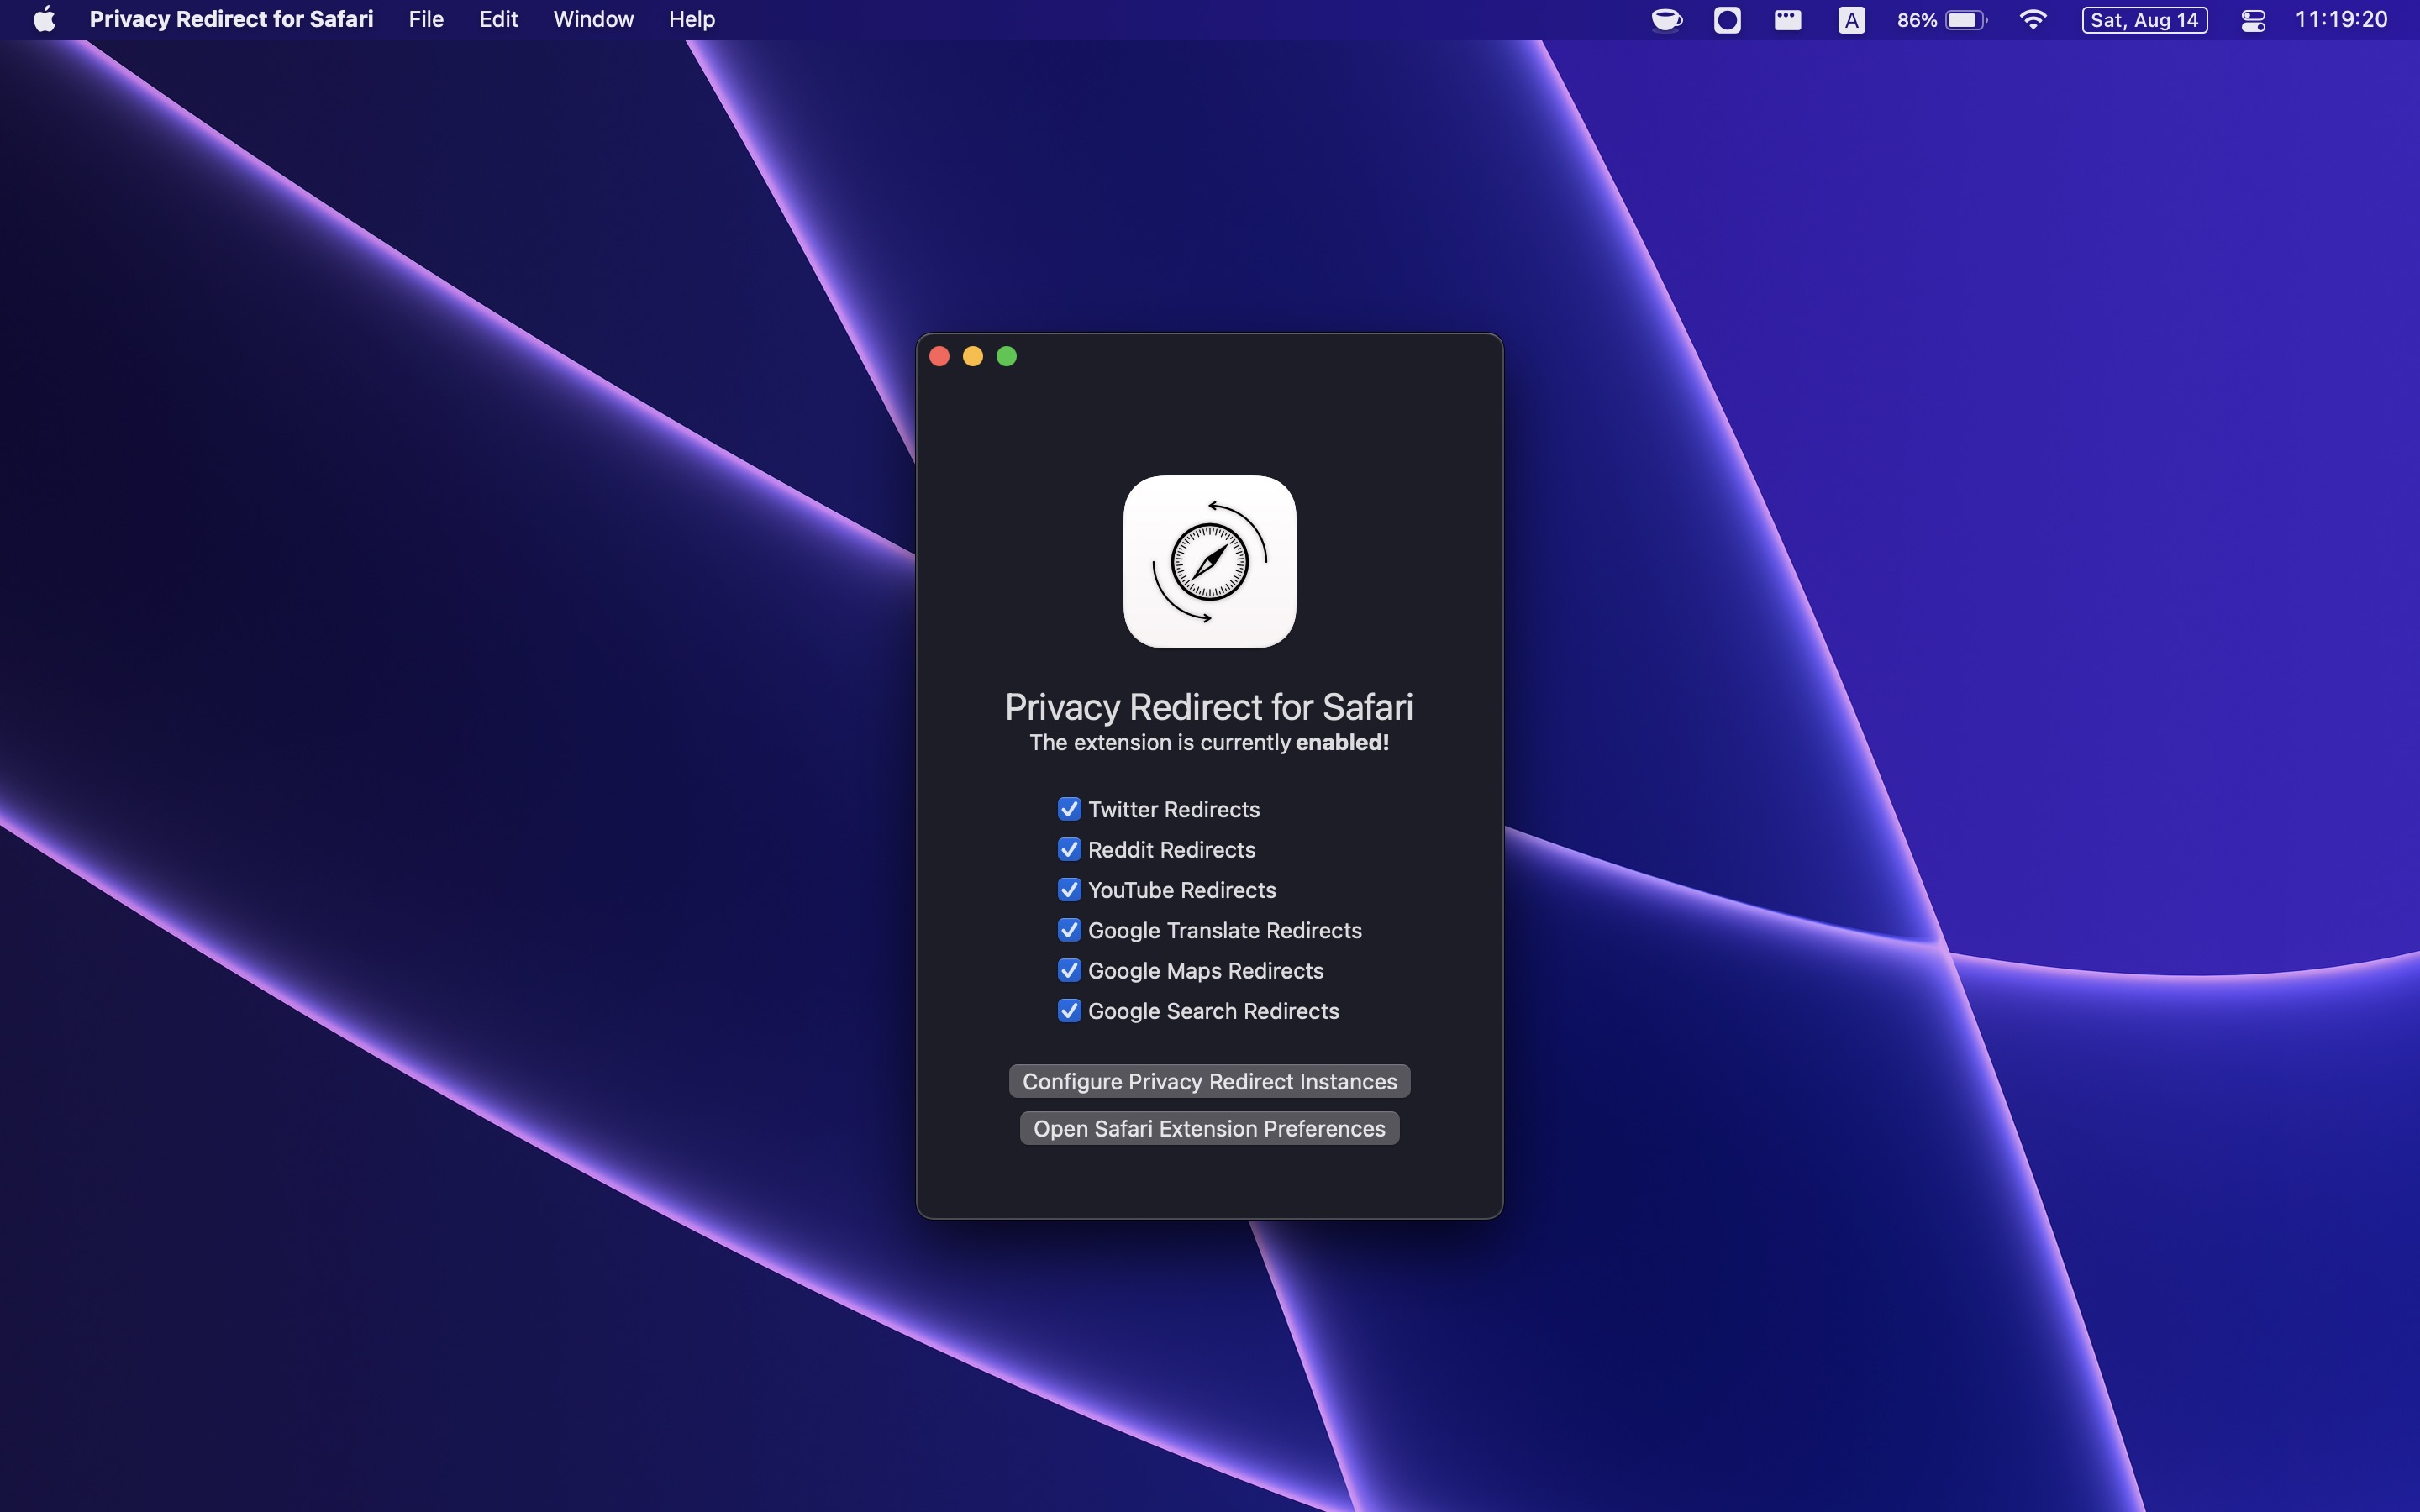 Privacy Redirect for Safari File Edit Window Help A 86% Sat, Aug 14 11:19:20
Privacy Redirect for Safari
The extension is currently enabled!
Twitter Redirects
Reddit Redirects
YouTube Redirects
Google Translate Redirects
Google Maps Redirects
Google Search Redirects
Configure Privacy Redirect Instances
Open Safari Extension Preferences